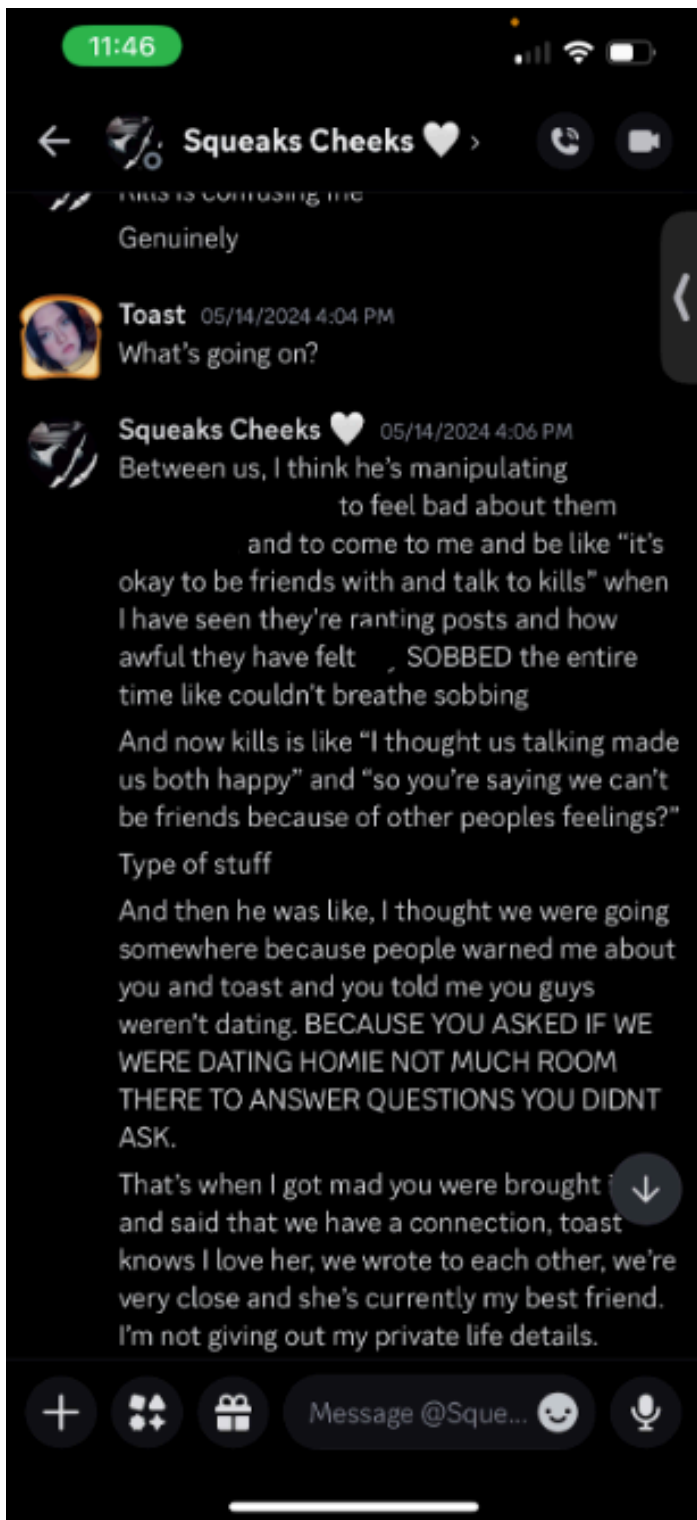 11:46
Squeaks Cheeks 🤍 ›
Kills is confusing me
Genuinely
Toast 05/14/2024 4:04 PM
What's going on?
Squeaks Cheeks 🤍 05/14/2024 4:06 PM
Between us, I think he's manipulating
to feel bad about them
and to come to me and be like “it's
okay to be friends with and talk to kills” when
I have seen they're ranting posts and how
awful they have felt , SOBBED the entire
time like couldn't breathe sobbing
And now kills is like “I thought us talking made
us both happy” and “so you're saying we can't
be friends because of other peoples feelings?”
Type of stuff
And then he was like, I thought we were going
somewhere because people warned me about
you and toast and you told me you guys
weren't dating. BECAUSE YOU ASKED IF WE
WERE DATING HOMIE NOT MUCH ROOM
THERE TO ANSWER QUESTIONS YOU DIDNT
ASK.
That's when I got mad you were brought
and said that we have a connection, toast
knows I love her, we wrote to each other, we're
very close and she's currently my best friend.
I'm not giving out my private life details.
Message @Sque...